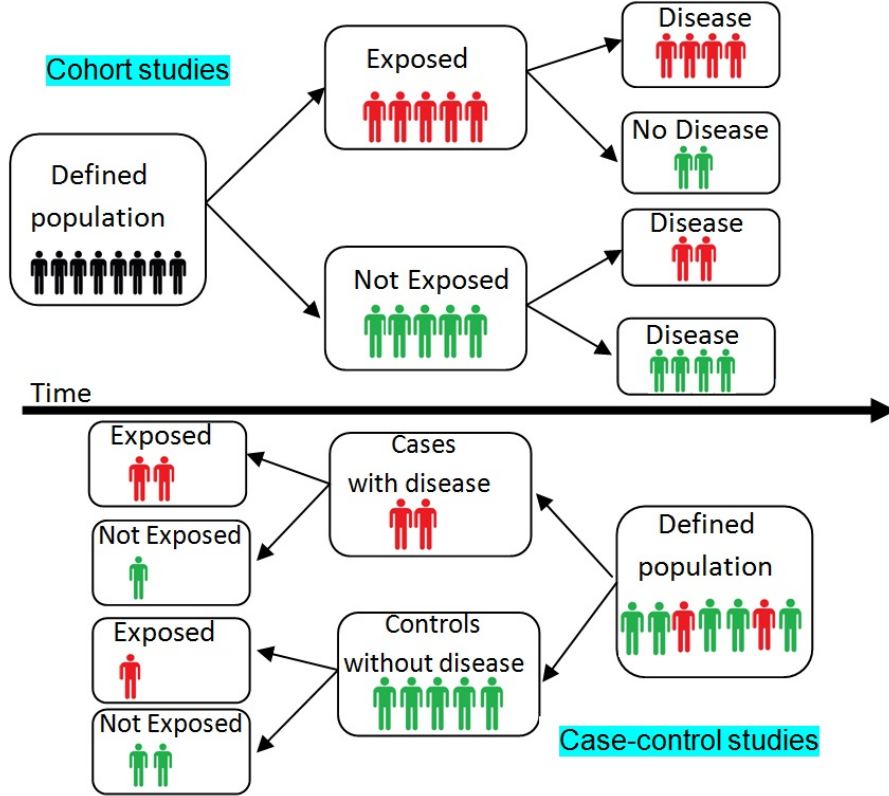 Cohort studies
Defined
population
Exposed
Not Exposed
Disease
No Disease
Disease
Disease
Time
Exposed
Not Exposed
Exposed
Not Exposed
Cases
with disease
Controls
without disease
Defined
population
Case-control studies